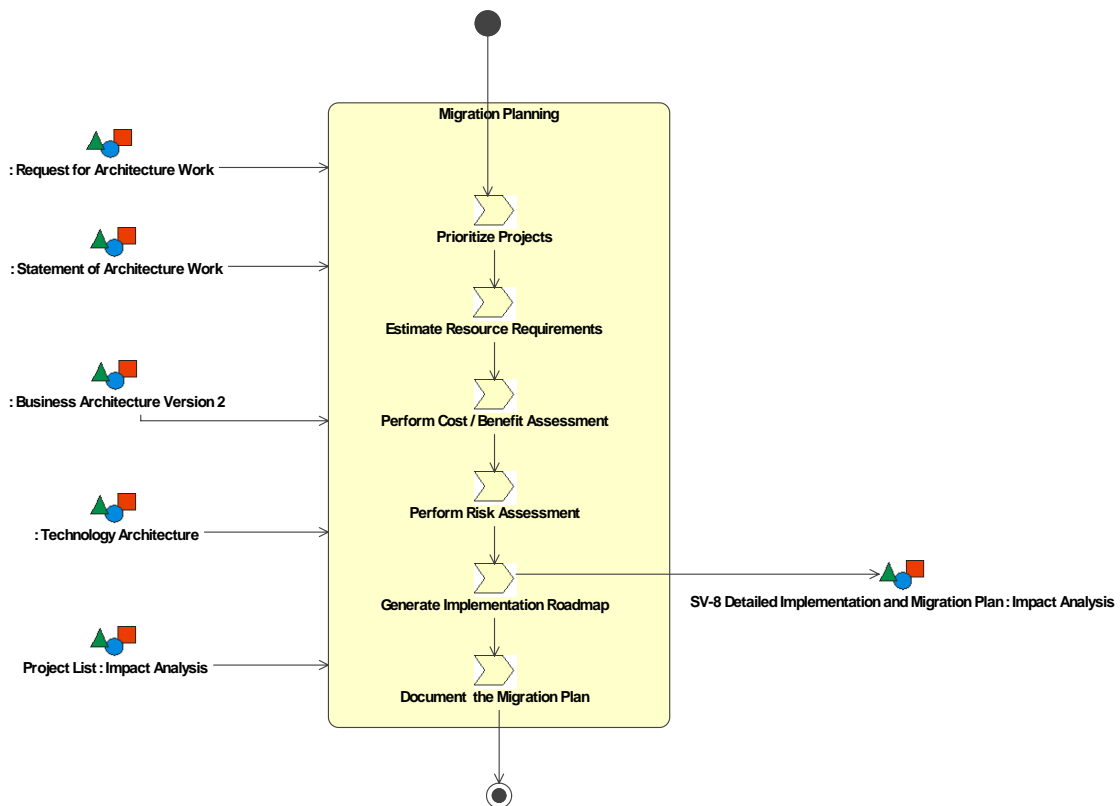 Migration Planning
: Request for Architecture Work
Prioritize Projects
: Statement of Architecture Work
Estimate Resource Requirements
: Business Architecture Version 2
Perform Cost / Benefit Assessment
Perform Risk Assessment
: Technology Architecture
Generate Implementation Roadmap
SV-8 Detailed Implementation and Migration Plan : Impact Analysis
Project List : Impact Analysis
Document the Migration Plan